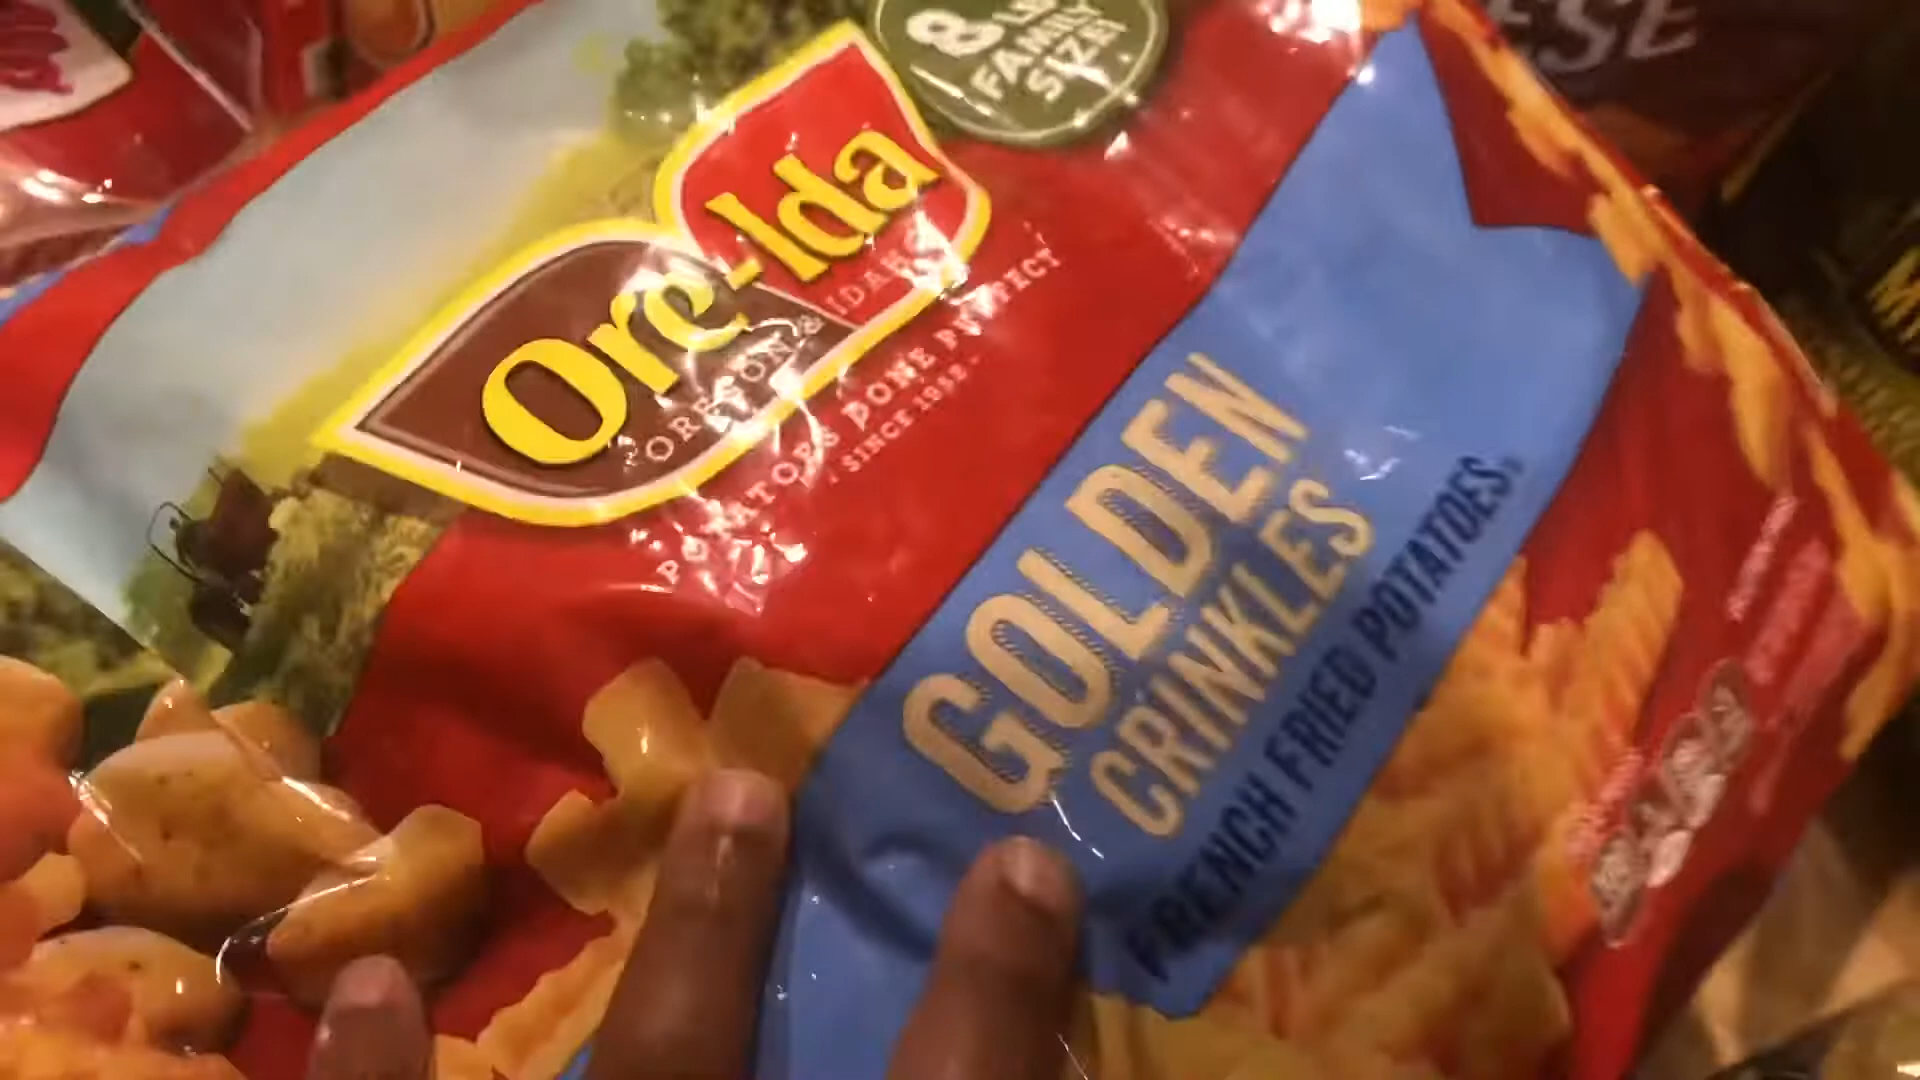 8 LB
FAMILY
SIZE!
Ore-Ida
OREGON & IDAHO
POTATOES DONE PERFECT
SINCE 1952
GOLDEN
CRINKLES
FRENCH FRIED POTATOES